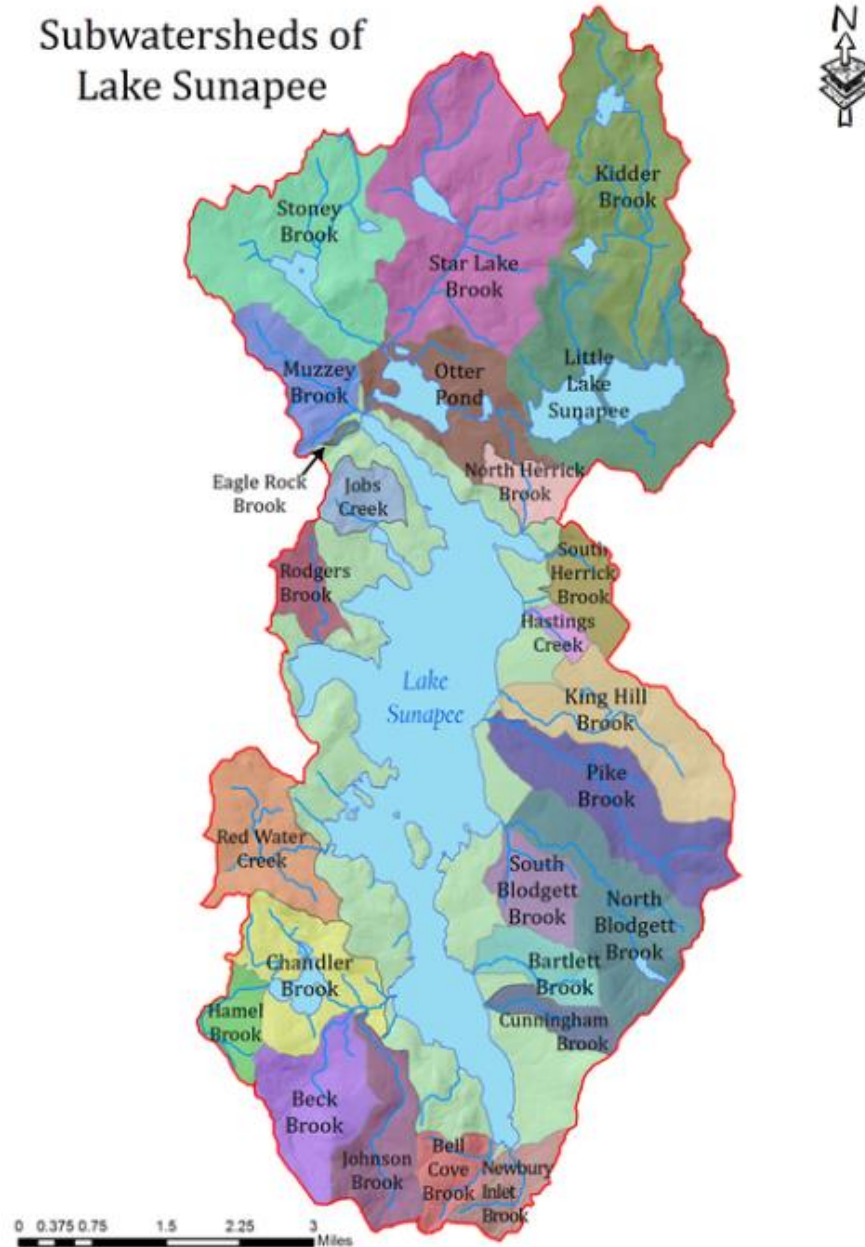 Subwatersheds of
Lake Sunapee
N
Kidder
Brook
Stoney
Brook
Star Lake
Brook
Muzzey
Brook
Otter
Pond
Little
Lake
Sunapee
Eagle Rock
Brook
Jobs
Creek
North Herrick
Brook
Rodgers
Brook
South
Herrick
Brook
Hastings
Creek
Lake
Sunapee
King Hill
Brook
Pike
Brook
Red Water
Creek
South
Blodgett
Brook
North
Blodgett
Brook
Chandler
Brook
Bartlett
Brook
Hamel
Brook
Cunningham
Brook
Beck
Brook
Johnson
Brook
Bell
Cove
Brook
Newbury
Inlet
Brook
0 0.375 0.75 1.5 2.25 3
Miles